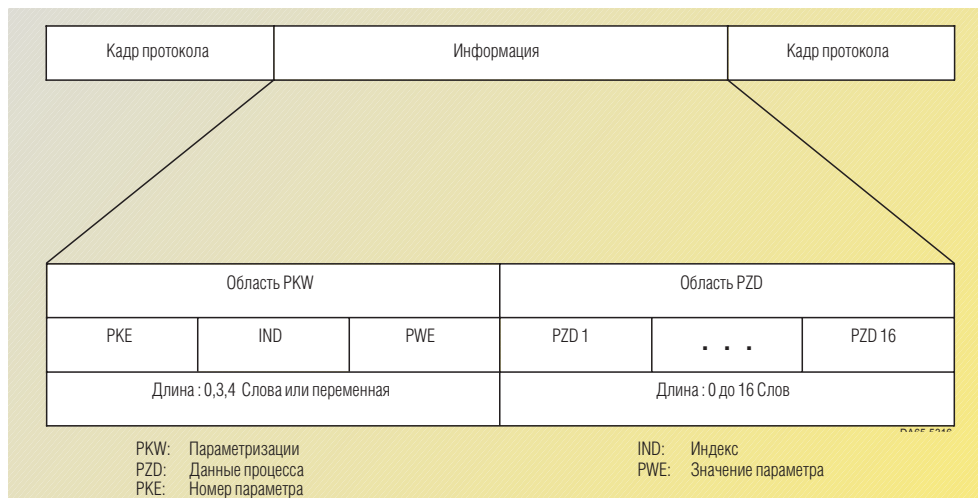 Кадр протокола Информация Кадр протокола
Область PKW Область PZD
PKE IND PWE PZD 1 . . . PZD 16
Длина : 0,3,4 Слова или переменная Длина : 0 до 16 Слов
PKW: Параметризации IND: Индекс
PZD: Данные процесса PWE: Значение параметра
PKE: Номер параметра